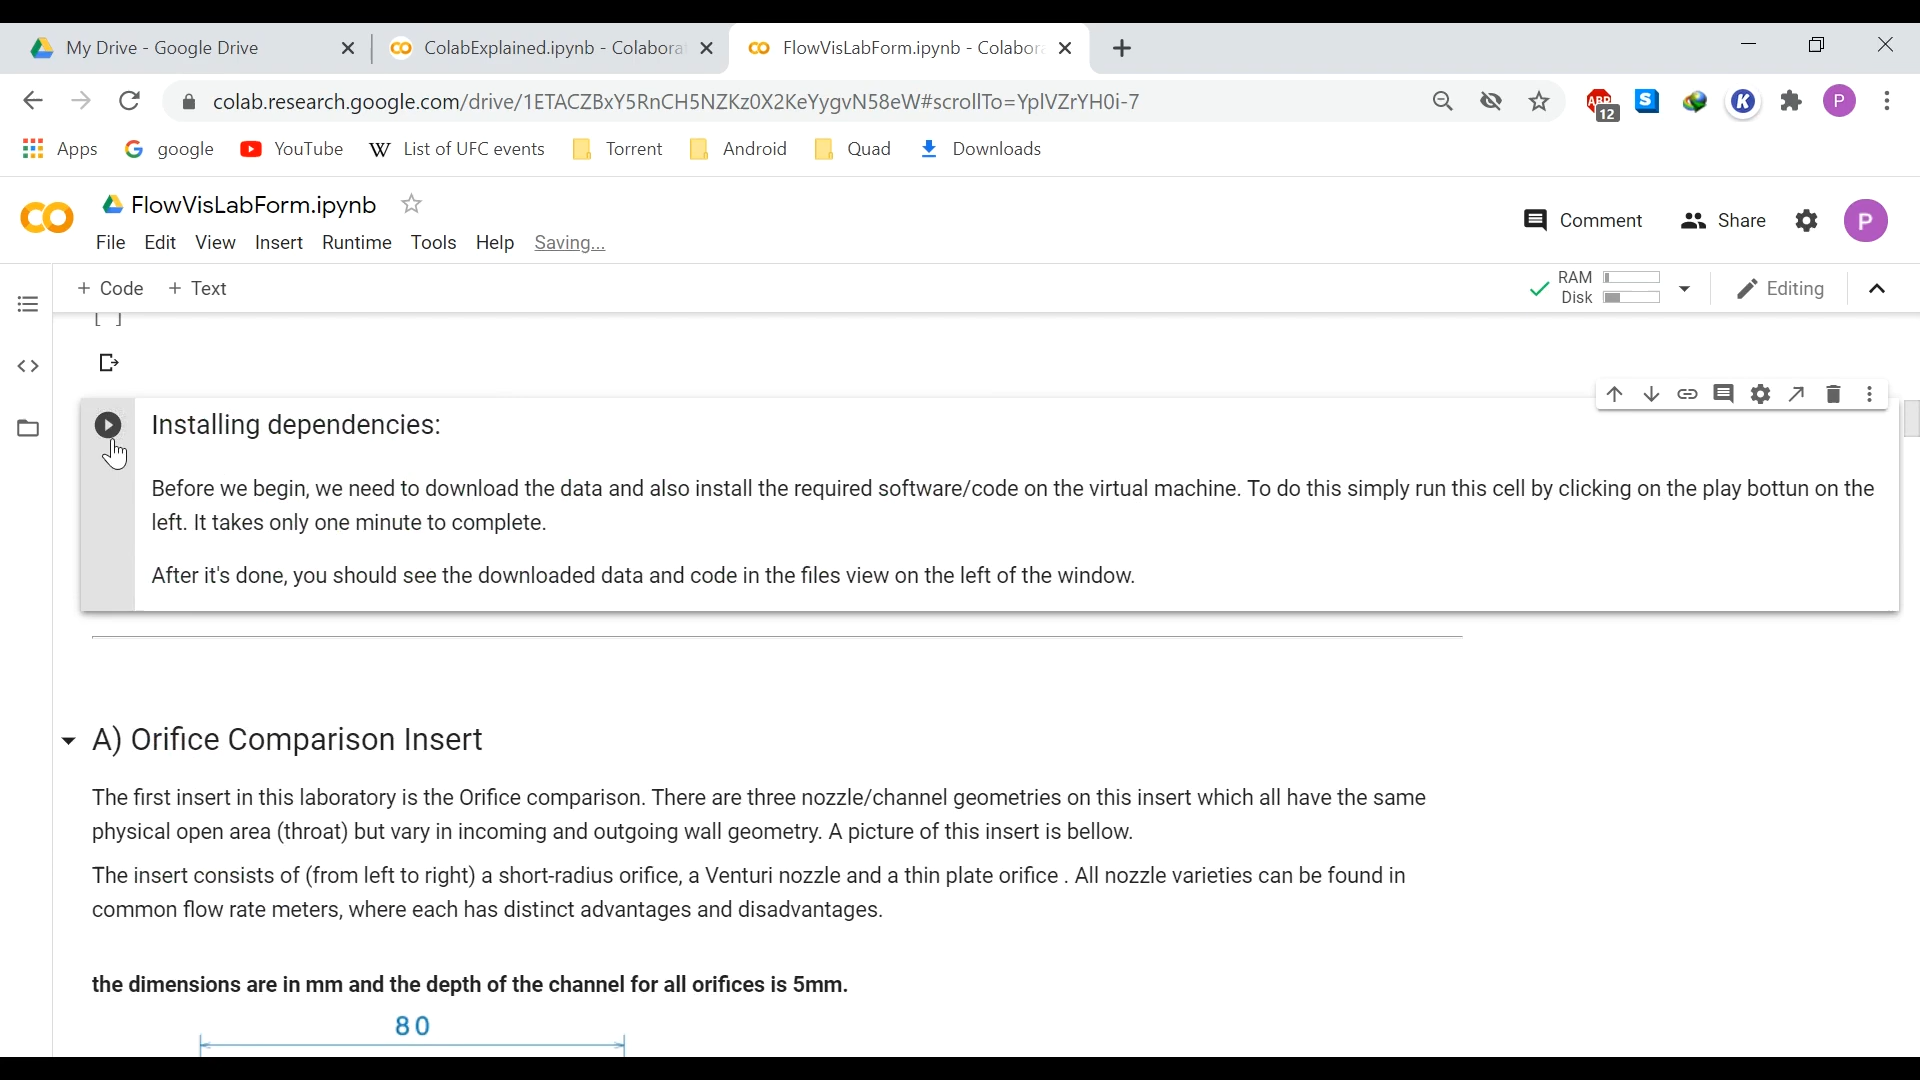 My Drive - Google Drive
ColabExplained.ipynb - Colabora
FlowVisLabForm.ipynb - Colabora
colab.research.google.com/drive/1ETACZBxY5RnCH5NZKz0X2KeYygvN58eW#scrollTo=YplVZrYH0i-7
ABP
12
S
K
P
Apps
google
YouTube
W List of UFC events
Torrent
Android
Quad
Downloads
FlowVisLabForm.ipynb
File Edit View Insert Runtime Tools Help Saving...
Comment
Share
P
+ Code + Text
RAM
Disk
Editing
[ ]
Installing dependencies:
Before we begin, we need to download the data and also install the required software/code on the virtual machine. To do this simply run this cell by clicking on the play bottun on the
left. It takes only one minute to complete.
After it's done, you should see the downloaded data and code in the files view on the left of the window.
A) Orifice Comparison Insert
The first insert in this laboratory is the Orifice comparison. There are three nozzle/channel geometries on this insert which all have the same
physical open area (throat) but vary in incoming and outgoing wall geometry. A picture of this insert is bellow.
The insert consists of (from left to right) a short-radius orifice, a Venturi nozzle and a thin plate orifice . All nozzle varieties can be found in
common flow rate meters, where each has distinct advantages and disadvantages.
the dimensions are in mm and the depth of the channel for all orifices is 5mm.
80